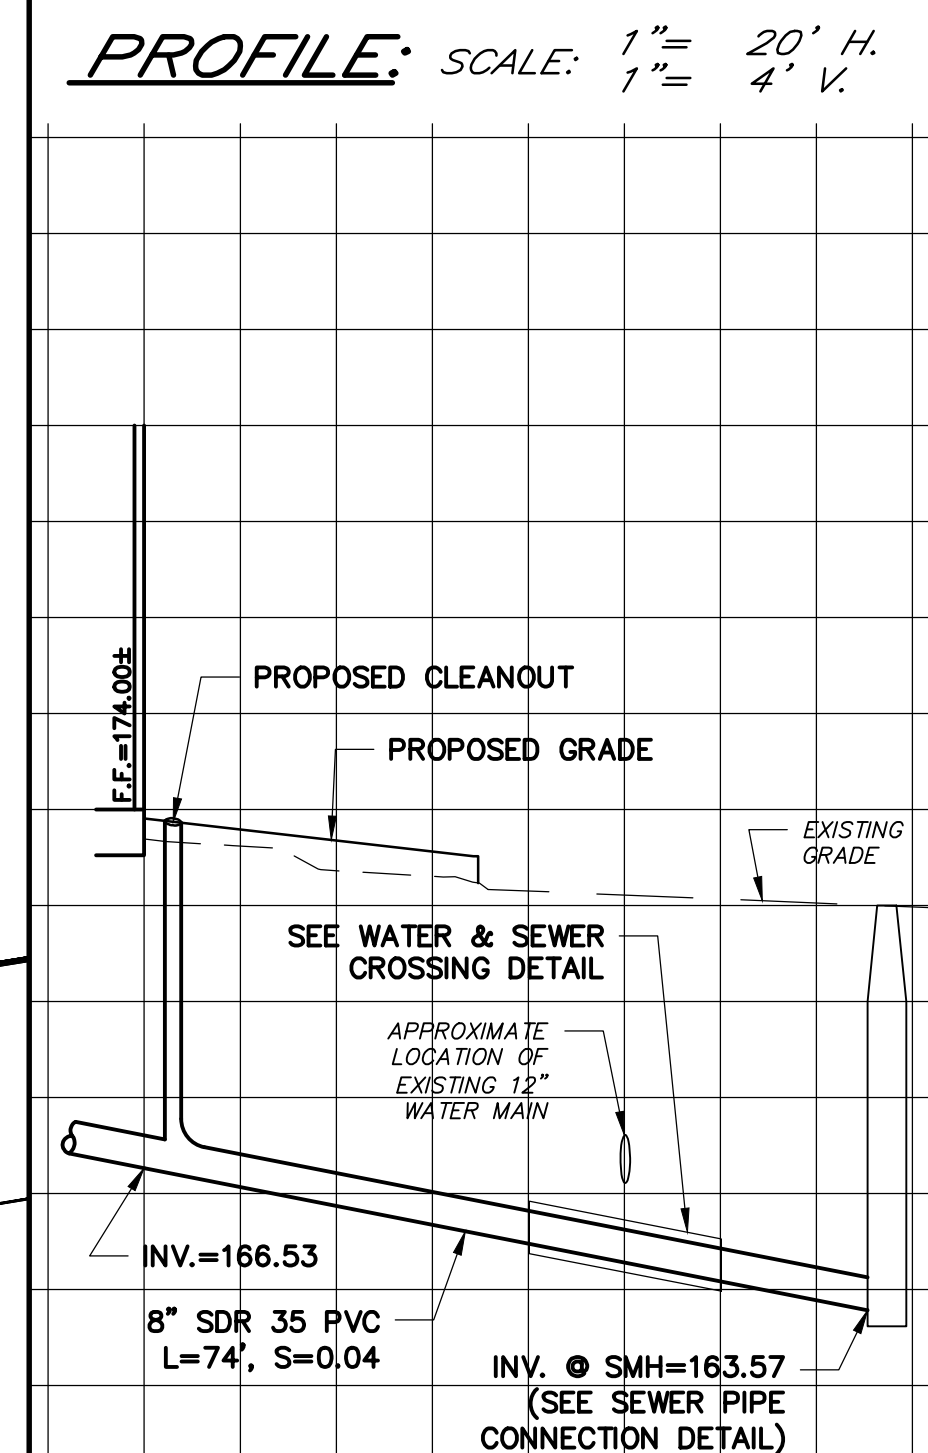 PROFILE: SCALE: 1"= 20' H.
1"= 4' V.
F.F.=174.00±
PROPOSED CLEANOUT
PROPOSED GRADE
EXISTING
GRADE
SEE WATER & SEWER
CROSSING DETAIL
APPROXIMATE
LOCATION OF
EXISTING 12"
WATER MAIN
INV.=166.53
8" SDR 35 PVC
L=74', S=0.04
INV. @ SMH=163.57
(SEE SEWER PIPE
CONNECTION DETAIL)